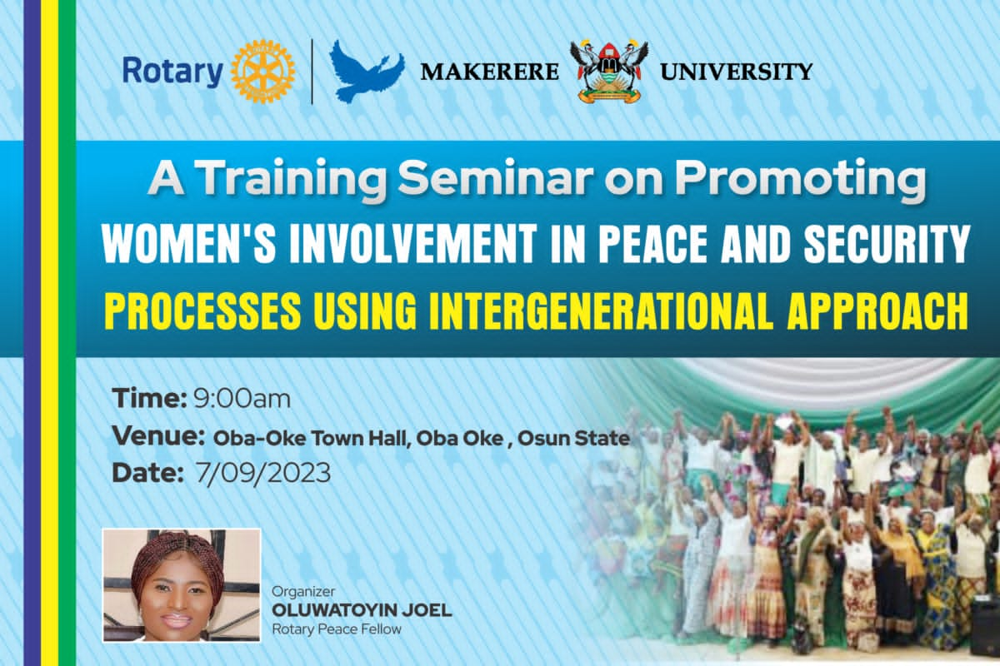 Rotary
MAKERERE UNIVERSITY
A Training Seminar on Promoting
WOMEN'S INVOLVEMENT IN PEACE AND SECURITY
PROCESSES USING INTERGENERATIONAL APPROACH
Time: 9:00am
Venue: Oba-Oke Town Hall, Oba Oke , Osun State
Date: 7/09/2023
Organizer
OLUWATOYIN JOEL
Rotary Peace Fellow